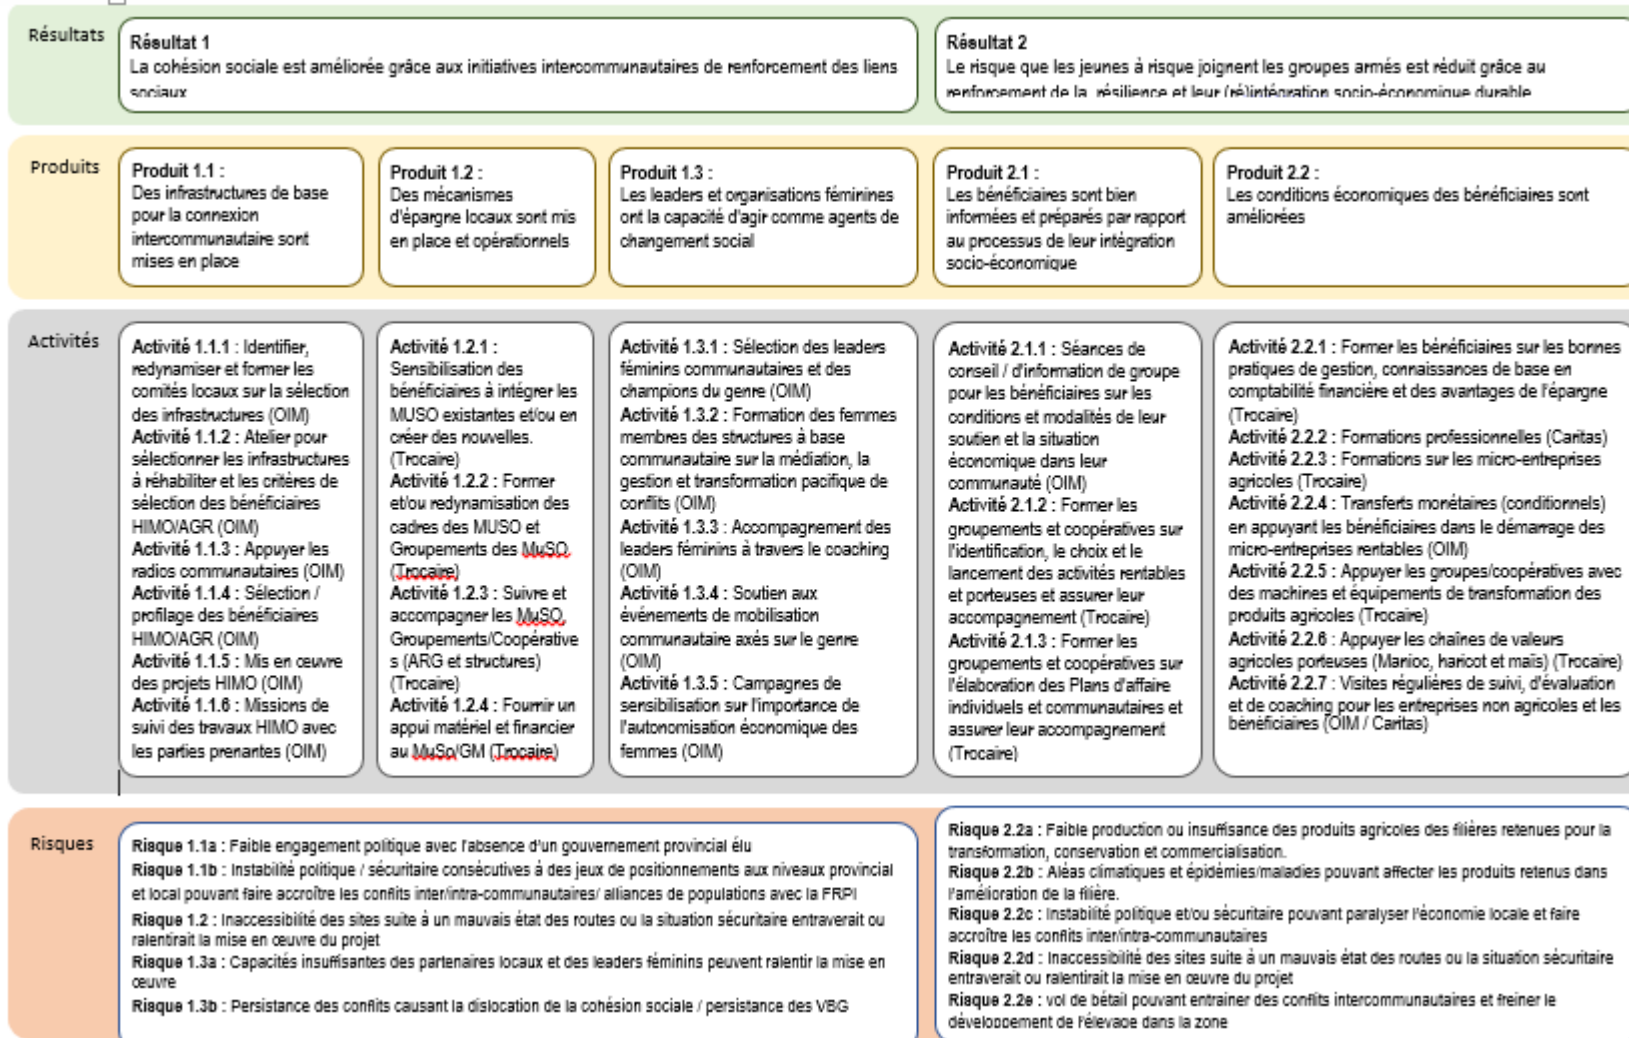 Résultats
Résultat 1
La cohésion sociale est améliorée grâce aux initiatives intercommunautaires de renforcement des liens
sociaux
Résultat 2
Le risque que les jeunes à risque joignent les groupes armés est réduit grâce au
renforcement de la résilience et leur (ré)intégration socio-économique durable
Produits
Produit 1.1 :
Des infrastructures de base
pour la connexion
intercommunautaire sont
mises en place
Produit 1.2 :
Des mécanismes
d'épargne locaux sont mis
en place et opérationnels
Produit 1.3 :
Les leaders et organisations féminines
ont la capacité d'agir comme agents de
changement social
Produit 2.1 :
Les bénéficiaires sont bien
informées et préparés par rapport
au processus de leur intégration
socio-économique
Produit 2.2 :
Les conditions économiques des bénéficiaires sont
améliorées
Activités
Activité 1.1.1 : Identifier,
redynamiser et former les
comités locaux sur la sélection
des infrastructures (OIM)
Activité 1.1.2 : Atelier pour
sélectionner les infrastructures
à réhabiliter et les critères de
sélection des bénéficiaires
HIMO/AGR (OIM)
Activité 1.1.3 : Appuyer les
radios communautaires (OIM)
Activité 1.1.4 : Sélection /
profilage des bénéficiaires
HIMO/AGR (OIM)
Activité 1.1.5 : Mis en œuvre
des projets HIMO (OIM)
Activité 1.1.6 : Missions de
suivi des travaux HIMO avec
les parties prenantes (OIM)
Activité 1.2.1 :
Sensibilisation des
bénéficiaires à intégrer les
MUSO existantes et/ou en
créer des nouvelles.
(Trocaire)
Activité 1.2.2 : Former
et/ou redynamisation des
cadres des MUSO et
Groupements des MuSO.
(Trocaire)
Activité 1.2.3 : Suivre et
accompagner les MuSO,
Groupements/Coopérative
s (ARG et structures)
(Trocaire)
Activité 1.2.4 : Fournir un
appui matériel et financier
au MuSo/GM (Trocaire)
Activité 1.3.1 : Sélection des leaders
féminins communautaires et des
champions du genre (OIM)
Activité 1.3.2 : Formation des femmes
membres des structures à base
communautaire sur la médiation, la
gestion et transformation pacifique de
conflits (OIM)
Activité 1.3.3 : Accompagnement des
leaders féminins à travers le coaching
(OIM)
Activité 1.3.4 : Soutien aux
événements de mobilisation
communautaire axés sur le genre
(OIM)
Activité 1.3.5 : Campagnes de
sensibilisation sur l'importance de
l'autonomisation économique des
femmes (OIM)
Activité 2.1.1 : Séances de
conseil / d'information de groupe
pour les bénéficiaires sur les
conditions et modalités de leur
soutien et la situation
économique dans leur
communauté (OIM)
Activité 2.1.2 : Former les
groupements et coopératives sur
l'identification, le choix et le
lancement des activités rentables
et porteuses et assurer leur
accompagnement (Trocaire)
Activité 2.1.3 : Former les
groupements et coopératives sur
l'élaboration des Plans d'affaire
individuels et communautaires et
assurer leur accompagnement
(Trocaire)
Activité 2.2.1 : Former les bénéficiaires sur les bonnes
pratiques de gestion, connaissances de base en
comptabilité financière et des avantages de l'épargne
(Trocaire)
Activité 2.2.2 : Formations professionnelles (Caritas)
Activité 2.2.3 : Formations sur les micro-entreprises
agricoles (Trocaire)
Activité 2.2.4 : Transferts monétaires (conditionnels)
en appuyant les bénéficiaires dans le démarrage des
micro-entreprises rentables (OIM)
Activité 2.2.5 : Appuyer les groupes/coopératives avec
des machines et équipements de transformation des
produits agricoles (Trocaire)
Activité 2.2.6 : Appuyer les chaînes de valeurs
agricoles porteuses (Manioc, haricot et maïs) (Trocaire)
Activité 2.2.7 : Visites régulières de suivi, d'évaluation
et de coaching pour les entreprises non agricoles et les
bénéficiaires (OIM / Caritas)
Risques
Risque 1.1a : Faible engagement politique avec l'absence d'un gouvernement provincial élu
Risque 1.1b : Instabilité politique / sécuritaire consécutives à des jeux de positionnements aux niveaux provincial
et local pouvant faire accroître les conflits inter/intra-communautaires/ alliances de populations avec la FRPI
Risque 1.2 : Inaccessibilité des sites suite à un mauvais état des routes ou la situation sécuritaire entraverait ou
ralentirait la mise en œuvre du projet
Risque 1.3a : Capacités insuffisantes des partenaires locaux et des leaders féminins peuvent ralentir la mise en
œuvre
Risque 1.3b : Persistance des conflits causant la dislocation de la cohésion sociale / persistance des VBG
Risque 2.2a : Faible production ou insuffisance des produits agricoles des filières retenues pour la
transformation, conservation et commercialisation.
Risque 2.2b : Aléas climatiques et épidémies/maladies pouvant affecter les produits retenus dans
l'amélioration de la filière.
Risque 2.2c : Instabilité politique et/ou sécuritaire pouvant paralyser l'économie locale et faire
accroître les conflits inter/intra-communautaires
Risque 2.2d : Inaccessibilité des sites suite à un mauvais état des routes ou la situation sécuritaire
entraverait ou ralentirait la mise en œuvre du projet
Risque 2.2e : vol de bétail pouvant entrainer des conflits intercommunautaires et freiner le
développement de l'élevage dans la zone